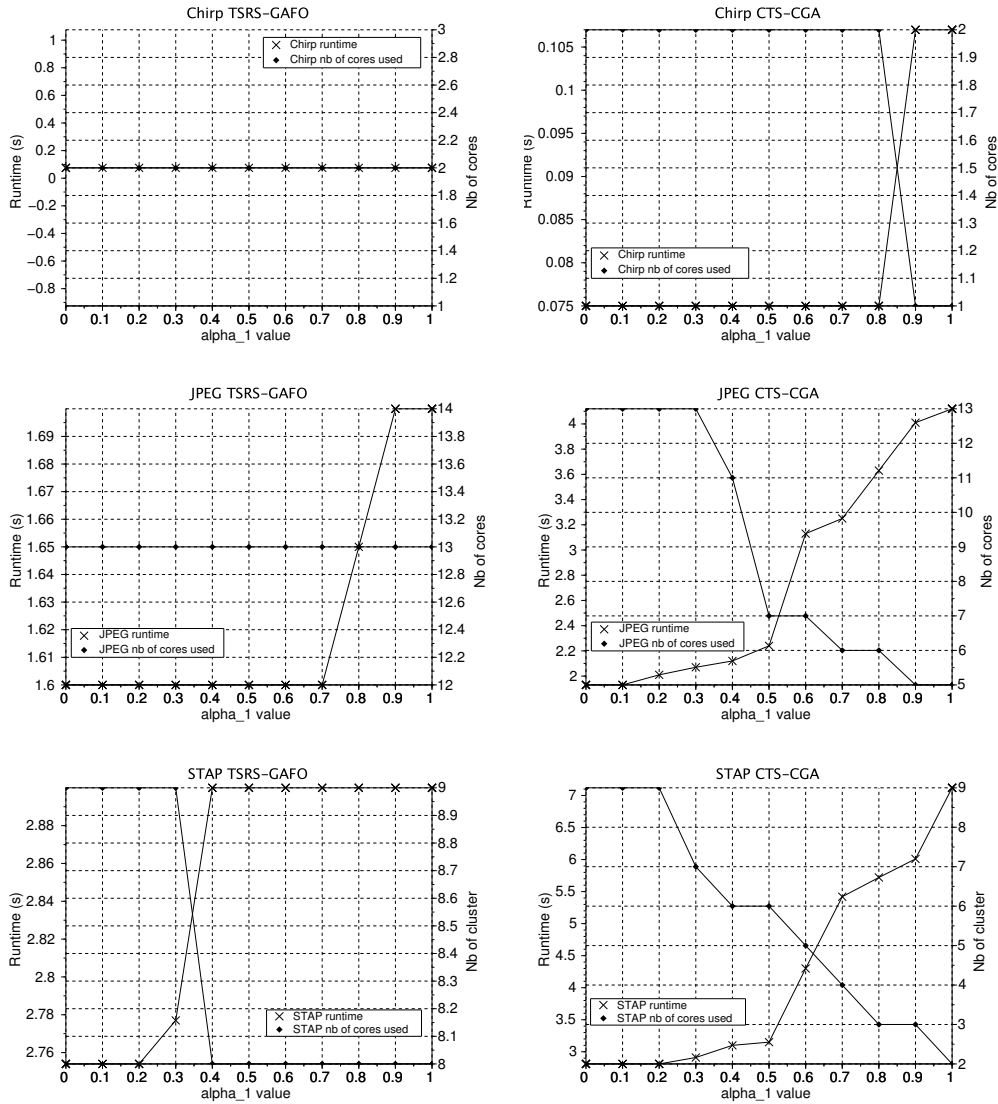 Chirp TSRS-GAFO
Runtime (s)
1
0.8
0.6
0.4
0.2
0
−0.2
−0.4
−0.6
−0.8
Chirp runtime
Chirp nb of cores used
3
2.8
2.6
2.4
2.2
2
1.8
1.6
1.4
1.2
1
Nb of cores
0 0.1 0.2 0.3 0.4 0.5 0.6 0.7 0.8 0.9 1
alpha_1 value
Chirp CTS-CGA
Runtime (s)
0.105
0.1
0.095
0.09
0.085
0.08
0.075
Chirp runtime
Chirp nb of cores used
2
1.9
1.8
1.7
1.6
1.5
1.4
1.3
1.2
1.1
1
Nb of cores
0 0.1 0.2 0.3 0.4 0.5 0.6 0.7 0.8 0.9 1
alpha_1 value
JPEG TSRS-GAFO
Runtime (s)
1.69
1.68
1.67
1.66
1.65
1.64
1.63
1.62
1.61
1.6
JPEG runtime
JPEG nb of cores used
14
13.8
13.6
13.4
13.2
13
12.8
12.6
12.4
12.2
12
Nb of cores
0 0.1 0.2 0.3 0.4 0.5 0.6 0.7 0.8 0.9 1
alpha_1 value
JPEG CTS-CGA
Runtime (s)
4
3.8
3.6
3.4
3.2
3
2.8
2.6
2.4
2.2
2
JPEG runtime
JPEG nb of cores used
13
12
11
10
9
8
7
6
5
Nb of cores
0 0.1 0.2 0.3 0.4 0.5 0.6 0.7 0.8 0.9 1
alpha_1 value
STAP TSRS-GAFO
Runtime (s)
2.88
2.86
2.84
2.82
2.8
2.78
2.76
STAP runtime
STAP nb of cores used
9
8.9
8.8
8.7
8.6
8.5
8.4
8.3
8.2
8.1
8
Nb of cluster
0 0.1 0.2 0.3 0.4 0.5 0.6 0.7 0.8 0.9 1
alpha_1 value
STAP CTS-CGA
Runtime (s)
7
6.5
6
5.5
5
4.5
4
3.5
3
STAP runtime
STAP nb of cores used
9
8
7
6
5
4
3
2
Nb of cluster
0 0.1 0.2 0.3 0.4 0.5 0.6 0.7 0.8 0.9 1
alpha_1 value